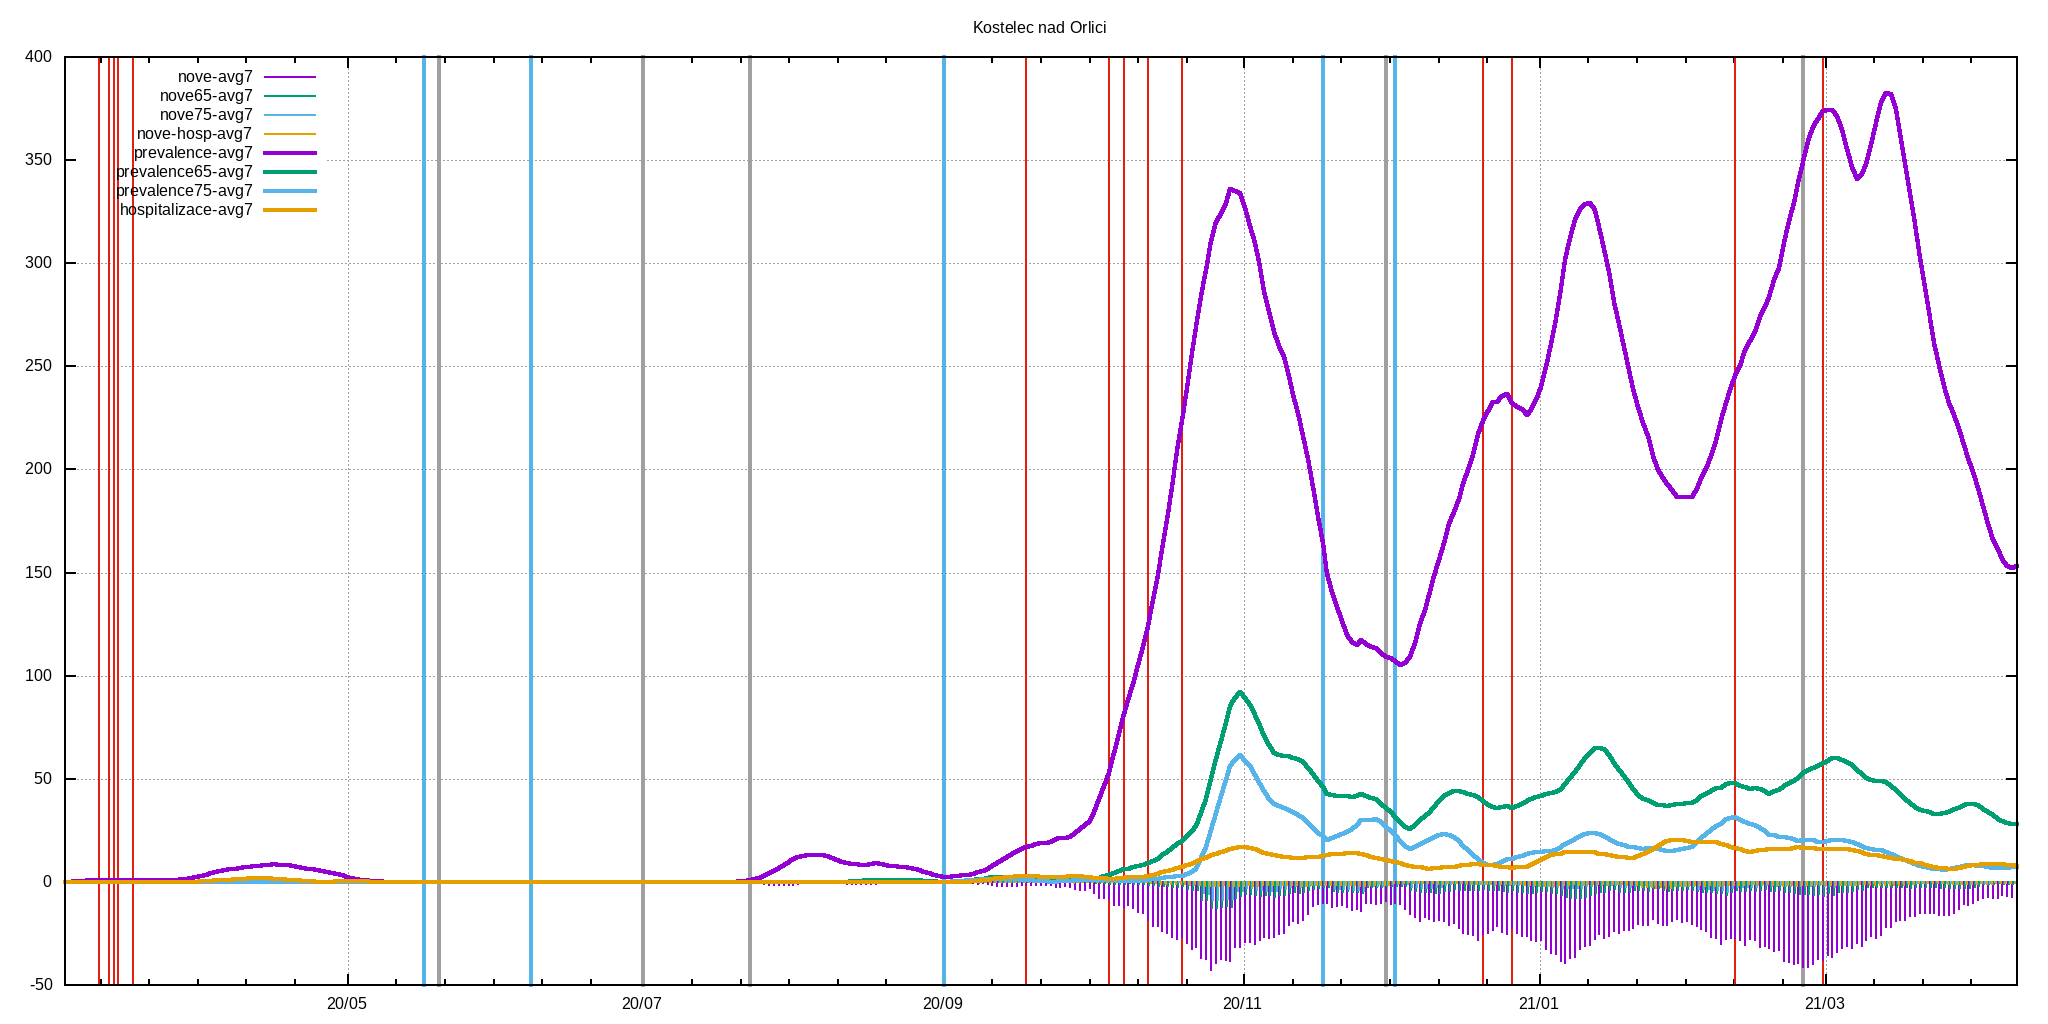 Kostelec nad Orlici
400
350
300
250
200
150
100
50
0
-50
nove-avg7
nove65-avg7
nove75-avg7
nove-hosp-avg7
prevalence-avg7
prevalence65-avg7
prevalence75-avg7
hospitalizace-avg7
20/05 20/07 20/09 20/11 21/01 21/03